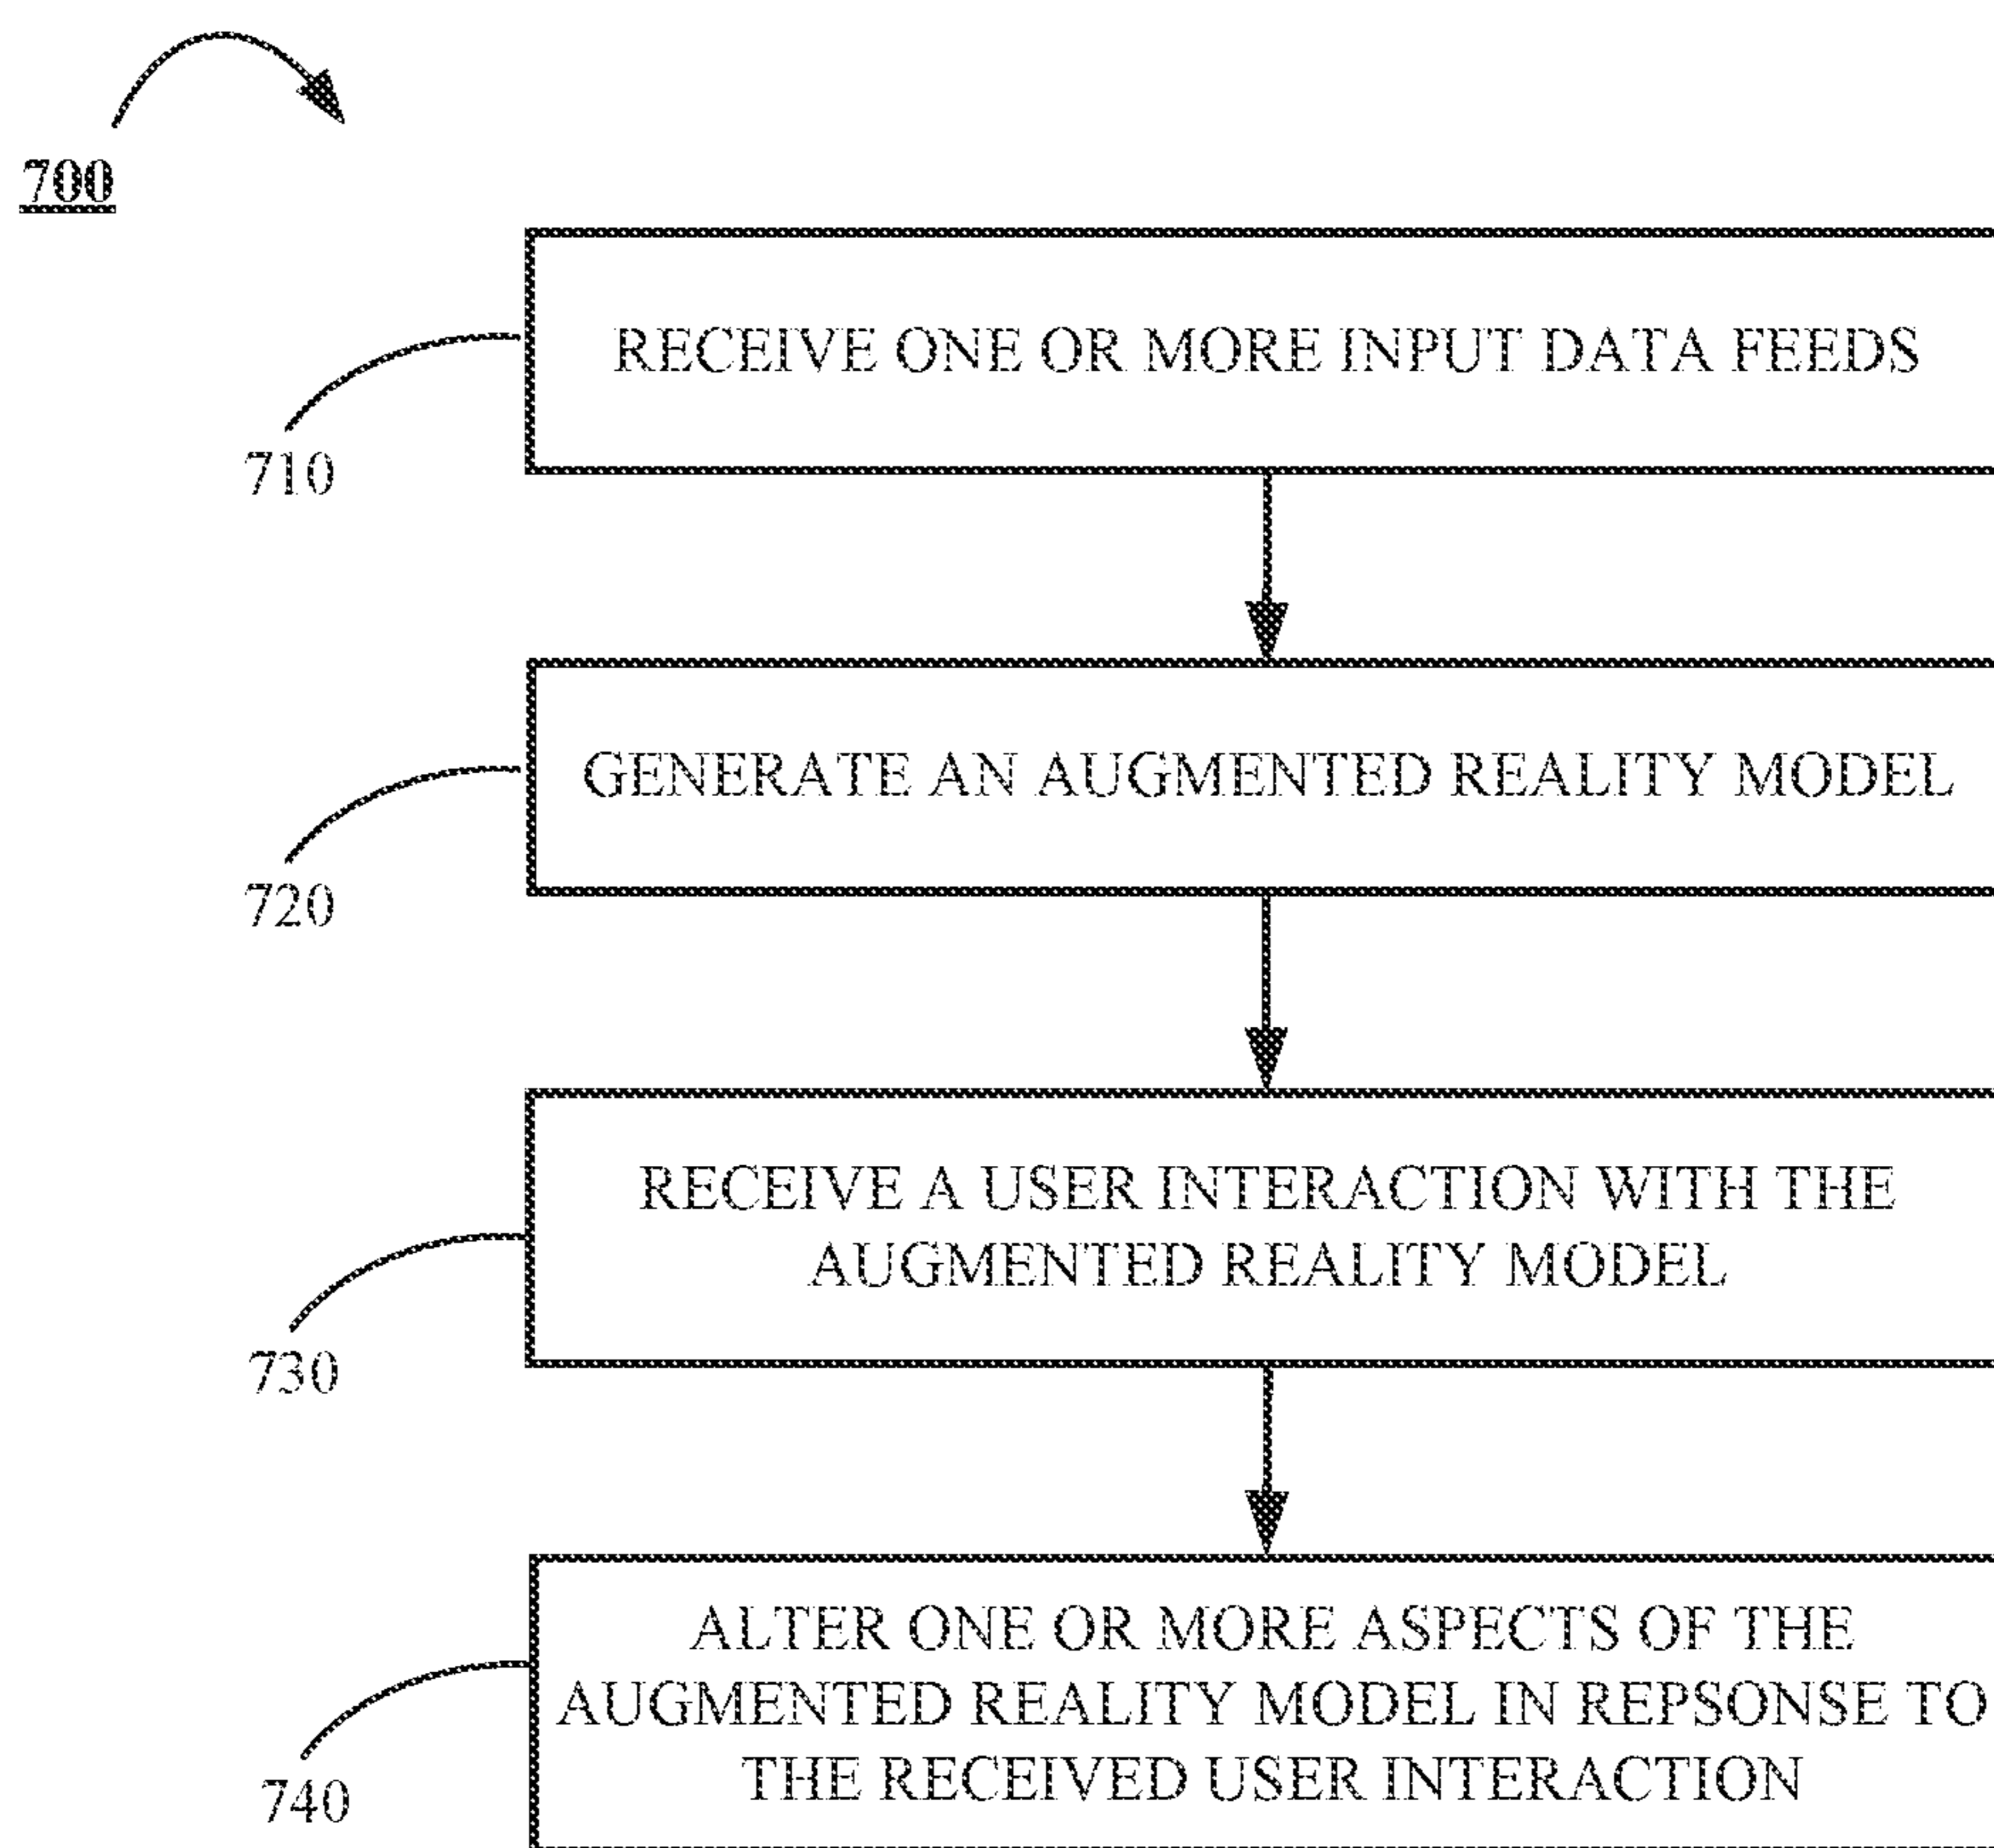 700
RECEIVE ONE OR MORE INPUT DATA FEEDS
710
GENERATE AN AUGMENTED REALITY MODEL
720
RECEIVE A USER INTERACTION WITH THE
AUGMENTED REALITY MODEL
730
ALTER ONE OR MORE ASPECTS OF THE
AUGMENTED REALITY MODEL IN REPSONSE TO
THE RECEIVED USER INTERACTION
740